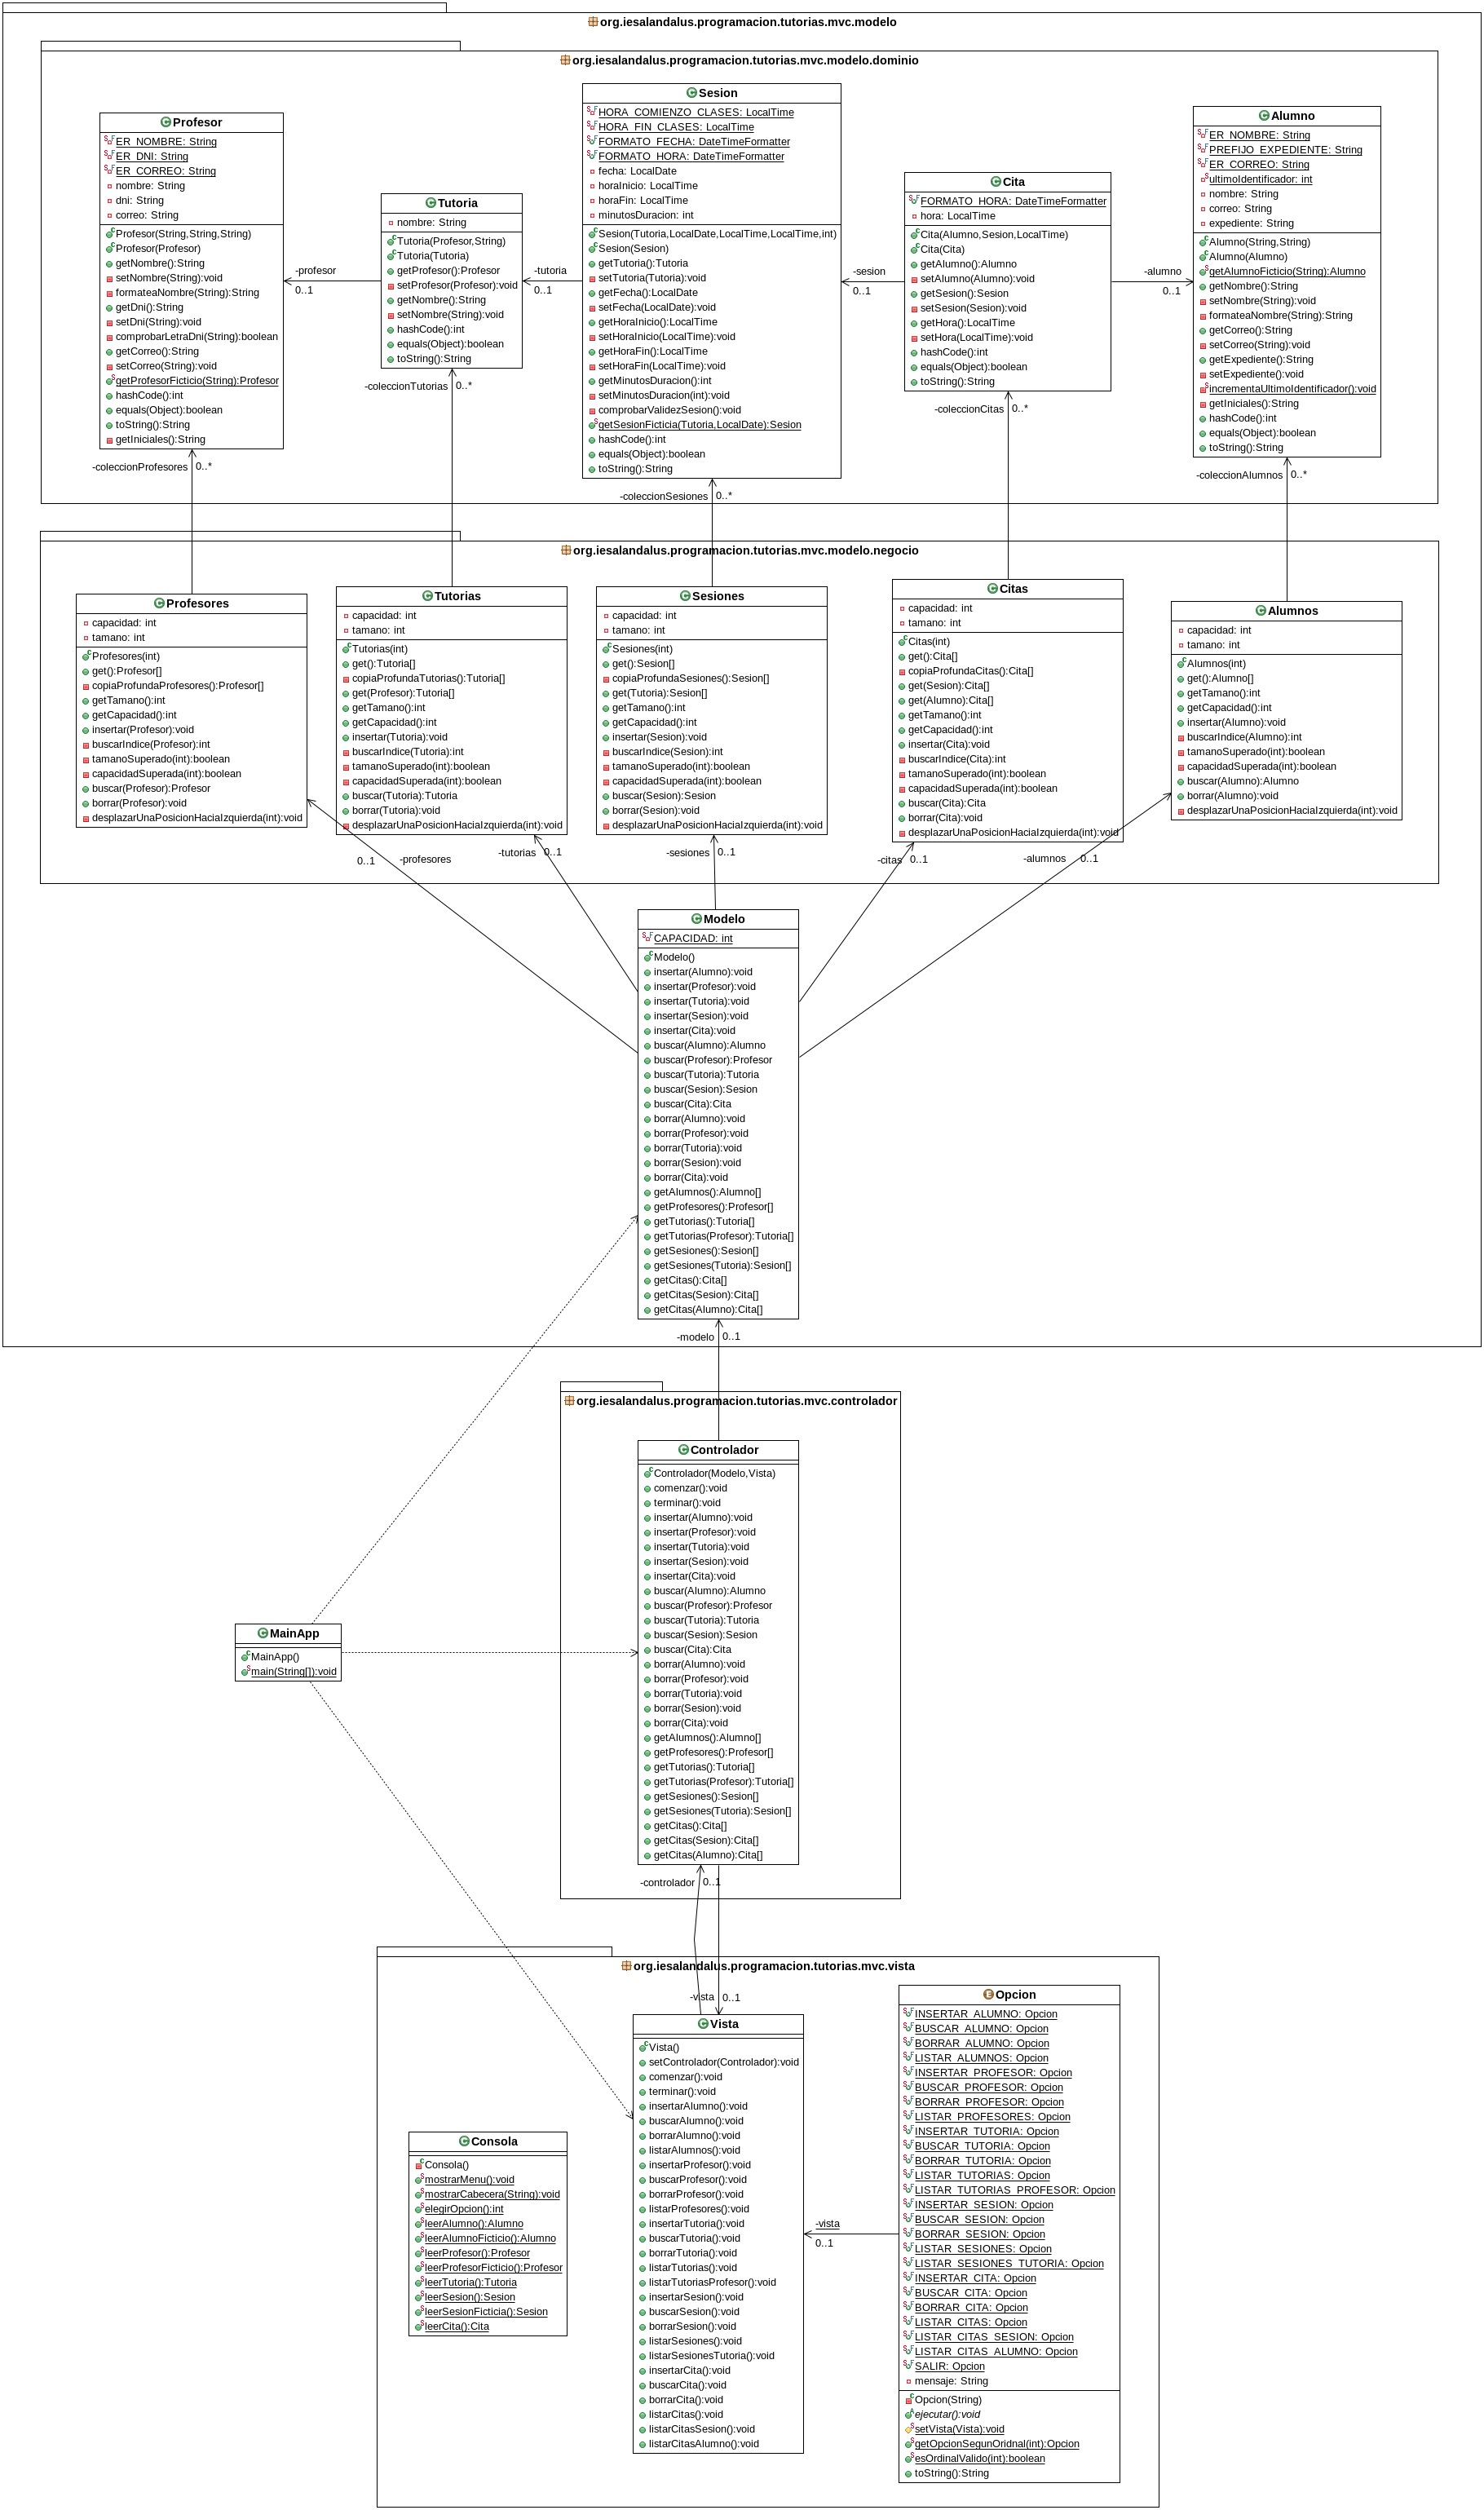 org.iesalandalus.programacion.tutorias.mvc.modelo
org.iesalandalus.programacion.tutorias.mvc.modelo.dominio
Profesor
ER_NOMBRE: String
ER_DNI: String
ER_CORREO: String
nombre: String
dni: String
correo: String
Profesor(String,String,String)
Profesor(Profesor)
getNombre():String
setNombre(String):void
formateaNombre(String):String
getDni():String
setDni(String):void
comprobarLetraDni(String):boolean
getCorreo():String
setCorreo(String):void
getProfesorFicticio(String):Profesor
hashCode():int
equals(Object):boolean
toString():String
getIniciales():String
-profesor
0..1
Tutoria
nombre: String
Tutoria(Profesor,String)
Tutoria(Tutoria)
getProfesor():Profesor
setProfesor(Profesor):void
getNombre():String
setNombre(String):void
hashCode():int
equals(Object):boolean
toString():String
-tutoria
0..1
Sesion
HORA_COMIENZO_CLASES: LocalTime
HORA_FIN_CLASES: LocalTime
FORMATO_FECHA: DateTimeFormatter
FORMATO_HORA: DateTimeFormatter
fecha: LocalDate
horaInicio: LocalTime
horaFin: LocalTime
minutosDuracion: int
Sesion(Tutoria,LocalDate,LocalTime,LocalTime,int)
Sesion(Sesion)
getTutoria():Tutoria
setTutoria(Tutoria):void
getFecha():LocalDate
setFecha(LocalDate):void
getHoraInicio():LocalTime
setHoraInicio(LocalTime):void
getHoraFin():LocalTime
setHoraFin(LocalTime):void
getMinutosDuracion():int
setMinutosDuracion(int):void
comprobarValidezSesion():void
getSesionFicticia(Tutoria,LocalDate):Sesion
hashCode():int
equals(Object):boolean
toString():String
-sesion
0..1
Cita
FORMATO_HORA: DateTimeFormatter
hora: LocalTime
Cita(Alumno,Sesion,LocalTime)
Cita(Cita)
getAlumno():Alumno
setAlumno(Alumno):void
getSesion():Sesion
setSesion(Sesion):void
getHora():LocalTime
setHora(LocalTime):void
hashCode():int
equals(Object):boolean
toString():String
-alumno
0..1
Alumno
ER_NOMBRE: String
PREFIJO_EXPEDIENTE: String
ER_CORREO: String
ultimoIdentificador: int
nombre: String
correo: String
expediente: String
Alumno(String,String)
Alumno(Alumno)
getAlumnoFicticio(String):Alumno
getNombre():String
setNombre(String):void
formateaNombre(String):String
getCorreo():String
setCorreo(String):void
getExpediente():String
setExpediente():void
incrementaUltimoIdentificador():void
getIniciales():String
hashCode():int
equals(Object):boolean
toString():String
-coleccionProfesores 0..*
-coleccionTutorias 0..*
-coleccionSesiones 0..*
-coleccionCitas 0..*
-coleccionAlumnos 0..*
org.iesalandalus.programacion.tutorias.mvc.modelo.negocio
Profesores
capacidad: int
tamano: int
Profesores(int)
get():Profesor[]
copiaProfundaProfesores():Profesor[]
getTamano():int
getCapacidad():int
insertar(Profesor):void
buscarIndice(Profesor):int
tamanoSuperado(int):boolean
capacidadSuperada(int):boolean
buscar(Profesor):Profesor
borrar(Profesor):void
desplazarUnaPosicionHaciaIzquierda(int):void
Tutorias
capacidad: int
tamano: int
Tutorias(int)
get():Tutoria[]
copiaProfundaTutorias():Tutoria[]
get(Profesor):Tutoria[]
getTamano():int
getCapacidad():int
insertar(Tutoria):void
buscarIndice(Tutoria):int
tamanoSuperado(int):boolean
capacidadSuperada(int):boolean
buscar(Tutoria):Tutoria
borrar(Tutoria):void
desplazarUnaPosicionHaciaIzquierda(int):void
Sesiones
capacidad: int
tamano: int
Sesiones(int)
get():Sesion[]
copiaProfundaSesiones():Sesion[]
get(Tutoria):Sesion[]
getTamano():int
getCapacidad():int
insertar(Sesion):void
buscarIndice(Sesion):int
tamanoSuperado(int):boolean
capacidadSuperada(int):boolean
buscar(Sesion):Sesion
borrar(Sesion):void
desplazarUnaPosicionHaciaIzquierda(int):void
Citas
capacidad: int
tamano: int
Citas(int)
get():Cita[]
copiaProfundaCitas():Cita[]
get(Sesion):Cita[]
get(Alumno):Cita[]
getTamano():int
getCapacidad():int
insertar(Cita):void
buscarIndice(Cita):int
tamanoSuperado(int):boolean
capacidadSuperada(int):boolean
buscar(Cita):Cita
borrar(Cita):void
desplazarUnaPosicionHaciaIzquierda(int):void
Alumnos
capacidad: int
tamano: int
Alumnos(int)
get():Alumno[]
getTamano():int
getCapacidad():int
insertar(Alumno):void
buscarIndice(Alumno):int
tamanoSuperado(int):boolean
capacidadSuperada(int):boolean
buscar(Alumno):Alumno
borrar(Alumno):void
desplazarUnaPosicionHaciaIzquierda(int):void
0..1 -profesores
-tutorias 0..1
-sesiones 0..1
-citas 0..1
-alumnos 0..1
Modelo
CAPACIDAD: int
Modelo()
insertar(Alumno):void
insertar(Profesor):void
insertar(Tutoria):void
insertar(Sesion):void
insertar(Cita):void
buscar(Alumno):Alumno
buscar(Profesor):Profesor
buscar(Tutoria):Tutoria
buscar(Sesion):Sesion
buscar(Cita):Cita
borrar(Alumno):void
borrar(Profesor):void
borrar(Tutoria):void
borrar(Sesion):void
borrar(Cita):void
getAlumnos():Alumno[]
getProfesores():Profesor[]
getTutorias():Tutoria[]
getTutorias(Profesor):Tutoria[]
getSesiones():Sesion[]
getSesiones(Tutoria):Sesion[]
getCitas():Cita[]
getCitas(Sesion):Cita[]
getCitas(Alumno):Cita[]
-modelo 0..1
org.iesalandalus.programacion.tutorias.mvc.controlador
Controlador
Controlador(Modelo,Vista)
comenzar():void
terminar():void
insertar(Alumno):void
insertar(Profesor):void
insertar(Tutoria):void
insertar(Sesion):void
insertar(Cita):void
buscar(Alumno):Alumno
buscar(Profesor):Profesor
buscar(Tutoria):Tutoria
buscar(Sesion):Sesion
buscar(Cita):Cita
borrar(Alumno):void
borrar(Profesor):void
borrar(Tutoria):void
borrar(Sesion):void
borrar(Cita):void
getAlumnos():Alumno[]
getProfesores():Profesor[]
getTutorias():Tutoria[]
getTutorias(Profesor):Tutoria[]
getSesiones():Sesion[]
getSesiones(Tutoria):Sesion[]
getCitas():Cita[]
getCitas(Sesion):Cita[]
getCitas(Alumno):Cita[]
MainApp
MainApp()
main(String[]):void
-controlador 0..1
org.iesalandalus.programacion.tutorias.mvc.vista
-vista 0..1
Vista
Vista()
setControlador(Controlador):void
comenzar():void
terminar():void
insertarAlumno():void
buscarAlumno():void
borrarAlumno():void
listarAlumnos():void
insertarProfesor():void
buscarProfesor():void
borrarProfesor():void
listarProfesores():void
insertarTutoria():void
buscarTutoria():void
borrarTutoria():void
listarTutorias():void
listarTutoriasProfesor():void
insertarSesion():void
buscarSesion():void
borrarSesion():void
listarSesiones():void
listarSesionesTutoria():void
insertarCita():void
buscarCita():void
borrarCita():void
listarCitas():void
listarCitasSesion():void
listarCitasAlumno():void
Consola
Consola()
mostrarMenu():void
mostrarCabecera(String):void
elegirOpcion():int
leerAlumno():Alumno
leerAlumnoFicticio():Alumno
leerProfesor():Profesor
leerProfesorFicticio():Profesor
leerTutoria():Tutoria
leerSesion():Sesion
leerSesionFicticia():Sesion
leerCita():Cita
-vista
0..1
Opcion
INSERTAR_ALUMNO: Opcion
BUSCAR_ALUMNO: Opcion
BORRAR_ALUMNO: Opcion
LISTAR_ALUMNOS: Opcion
INSERTAR_PROFESOR: Opcion
BUSCAR_PROFESOR: Opcion
BORRAR_PROFESOR: Opcion
LISTAR_PROFESORES: Opcion
INSERTAR_TUTORIA: Opcion
BUSCAR_TUTORIA: Opcion
BORRAR_TUTORIA: Opcion
LISTAR_TUTORIAS: Opcion
LISTAR_TUTORIAS_PROFESOR: Opcion
INSERTAR_SESION: Opcion
BUSCAR_SESION: Opcion
BORRAR_SESION: Opcion
LISTAR_SESIONES: Opcion
LISTAR_SESIONES_TUTORIA: Opcion
INSERTAR_CITA: Opcion
BUSCAR_CITA: Opcion
BORRAR_CITA: Opcion
LISTAR_CITAS: Opcion
LISTAR_CITAS_SESION: Opcion
LISTAR_CITAS_ALUMNO: Opcion
SALIR: Opcion
mensaje: String
Opcion(String)
ejecutar():void
setVista(Vista):void
getOpcionSegunOridnal(int):Opcion
esOrdinalValido(int):boolean
toString():String